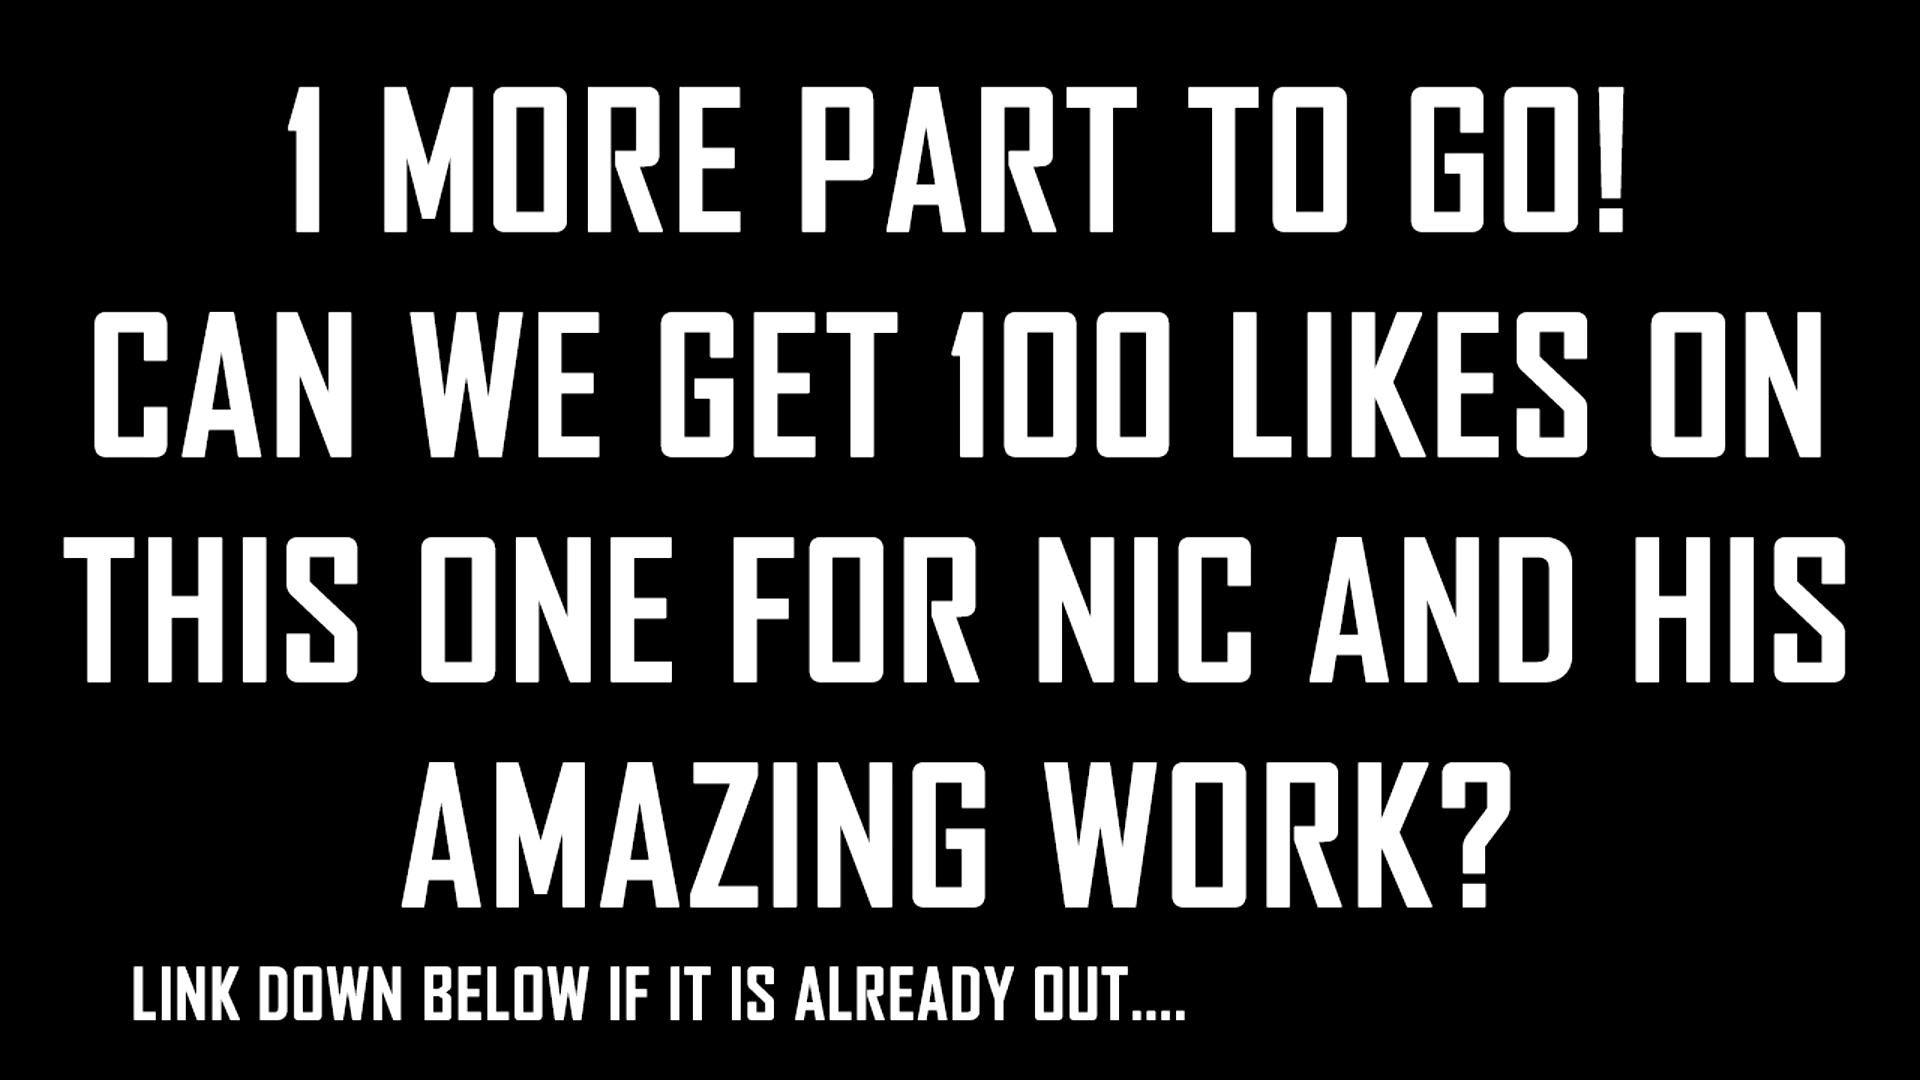 1 MORE PART TO GO!
CAN WE GET 100 LIKES ON
THIS ONE FOR NIC AND HIS
AMAZING WORK?
LINK DOWN BELOW IF IT IS ALREADY OUT....